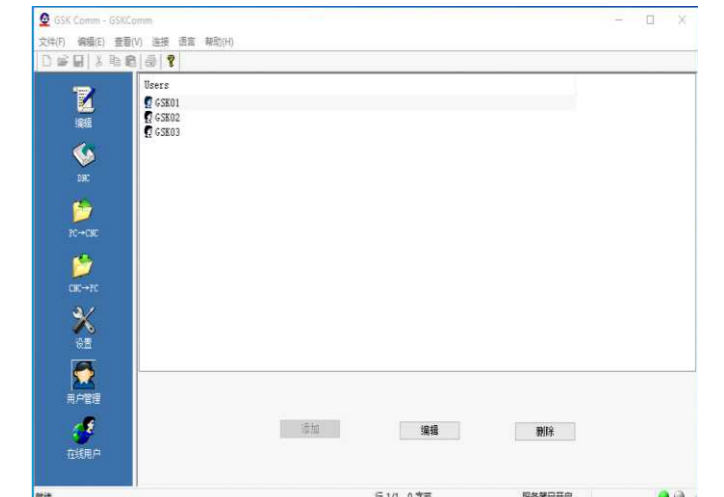 GSK Comm - GSKComm
文件(F) 编辑(E) 查看(V) 连接 语言 帮助(H)
Users
GSK01
GSK02
GSK03
编辑
DNC
PC→CNC
CNC→PC
设置
用户管理
在线用户
添加 编辑 删除
就绪 行 1/1 0 字节 服务器已开启